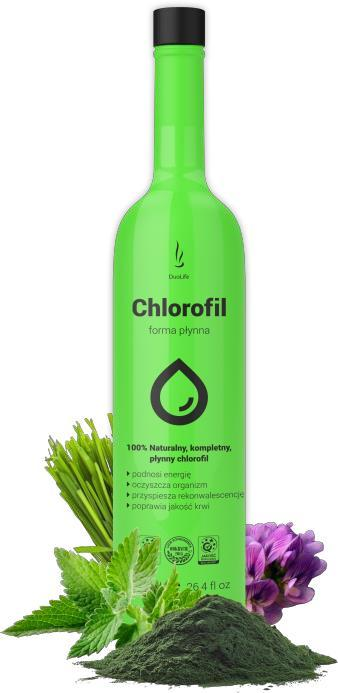 DuoLife
Chlorofil
forma płynna
100% Naturalny, kompletny,
płynny chlorofil
podnosi energię
oczyszcza organizm
przyspiesza rekonwalescencję
poprawia jakość krwi
26.4 fl oz